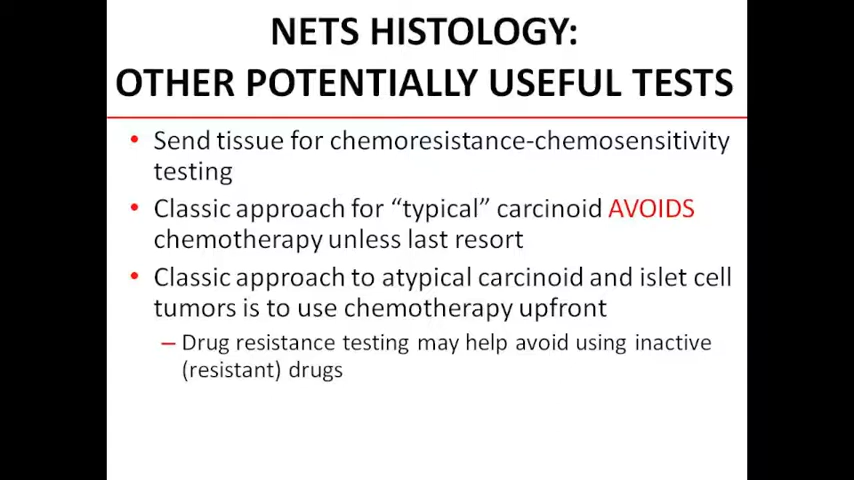 NETS HISTOLOGY:
OTHER POTENTIALLY USEFUL TESTS
• Send tissue for chemoresistance-chemosensitivity
testing
• Classic approach for “typical” carcinoid AVOIDS
chemotherapy unless last resort
• Classic approach to atypical carcinoid and islet cell
tumors is to use chemotherapy upfront
– Drug resistance testing may help avoid using inactive
(resistant) drugs